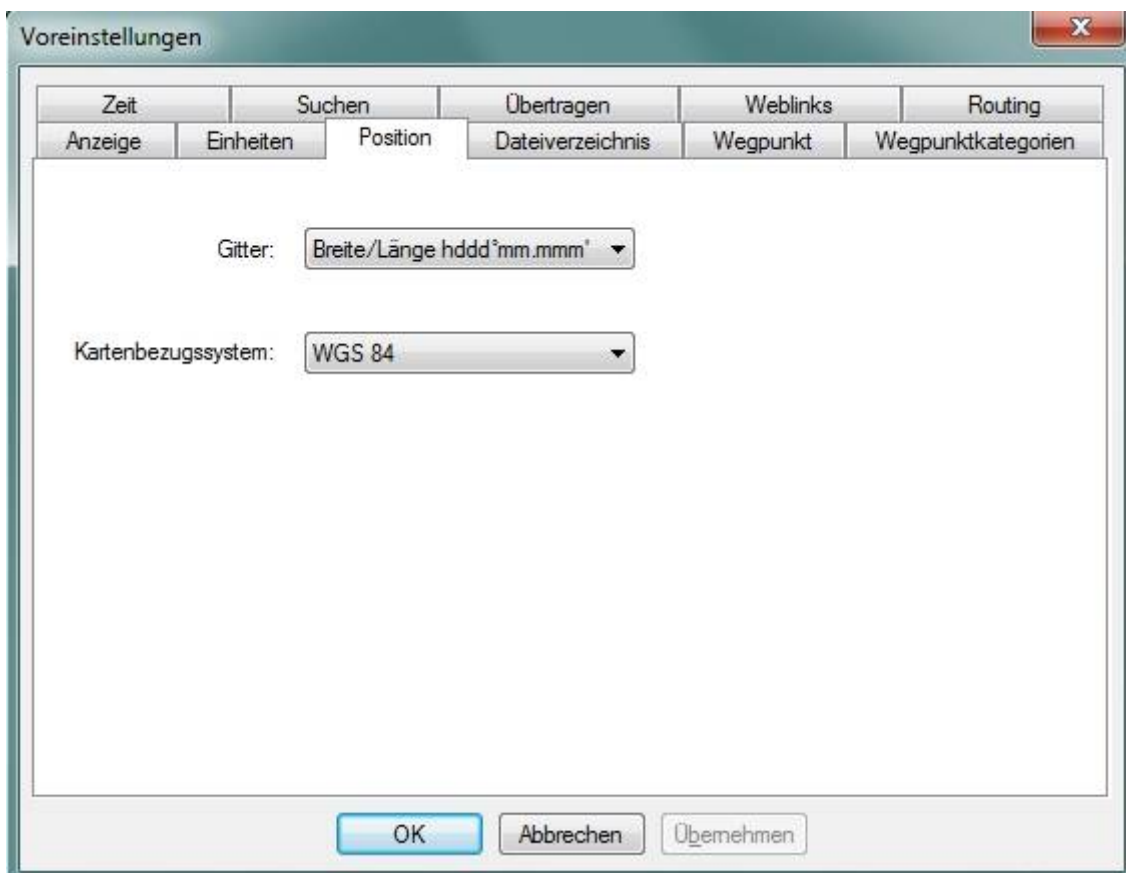 Voreinstellungen
Zeit Suchen Übertragen Weblinks Routing
Anzeige Einheiten Position Dateiverzeichnis Wegpunkt Wegpunktkategorien
Gitter: Breite/Länge hddd°mm.mmm'
Kartenbezugssystem: WGS 84
OK Abbrechen Übernehmen